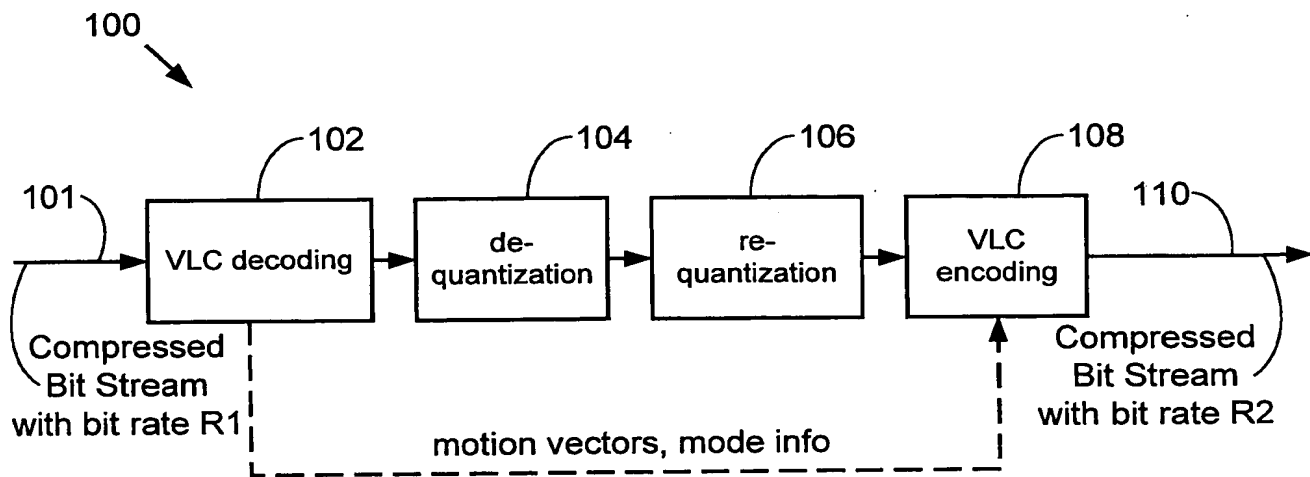 100
102
104
106
108
101
110
VLC decoding
de-
quantization
re-
quantization
VLC
encoding
Compressed
Bit Stream
with bit rate R1
Compressed
Bit Stream
with bit rate R2
motion vectors, mode info